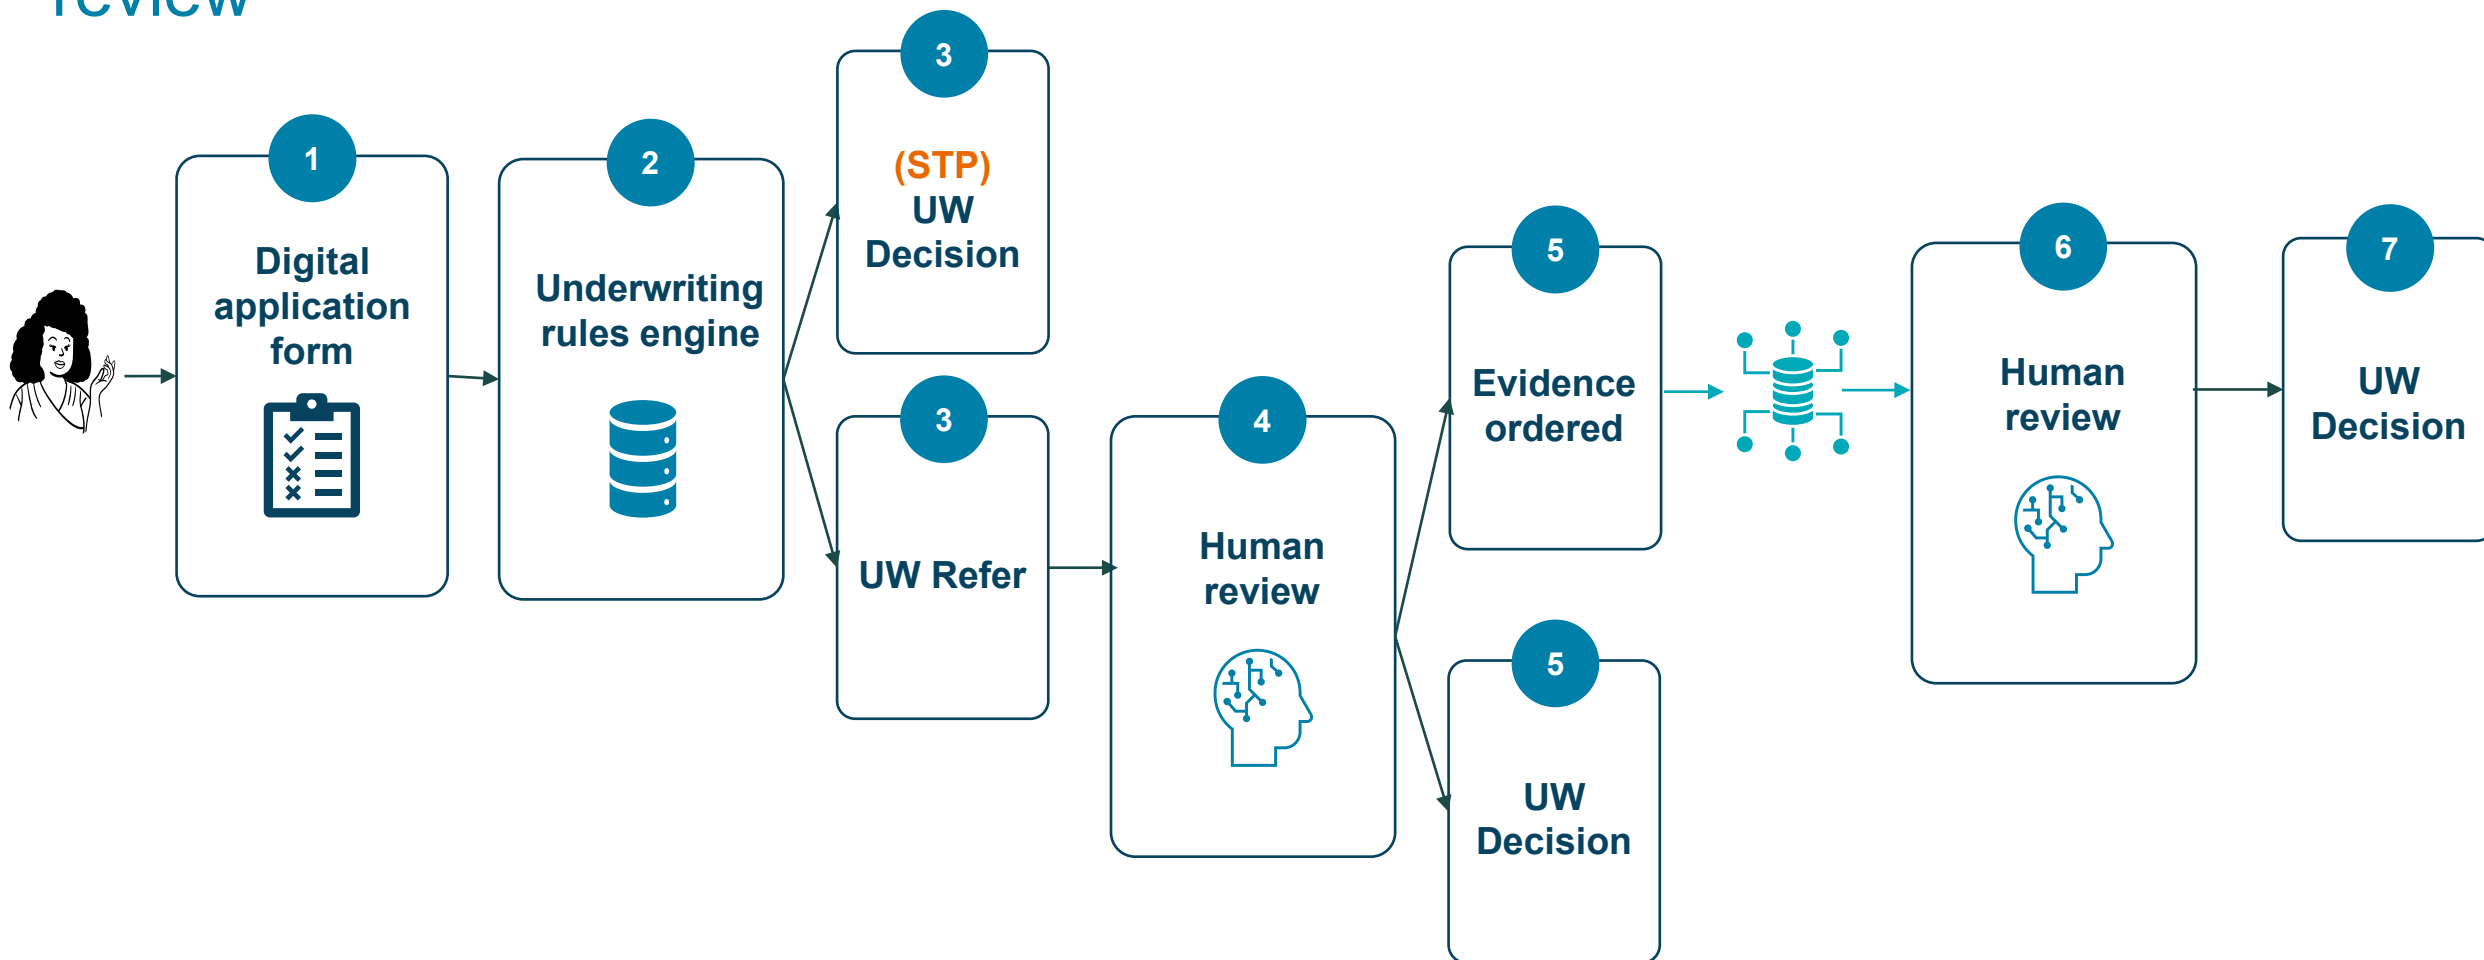 review
1
Digital
application
form
2
Underwriting
rules engine
3
(STP)
UW
Decision
3
UW Refer
4
Human
review
5
Evidence
ordered
5
UW
Decision
6
Human
review
7
UW
Decision